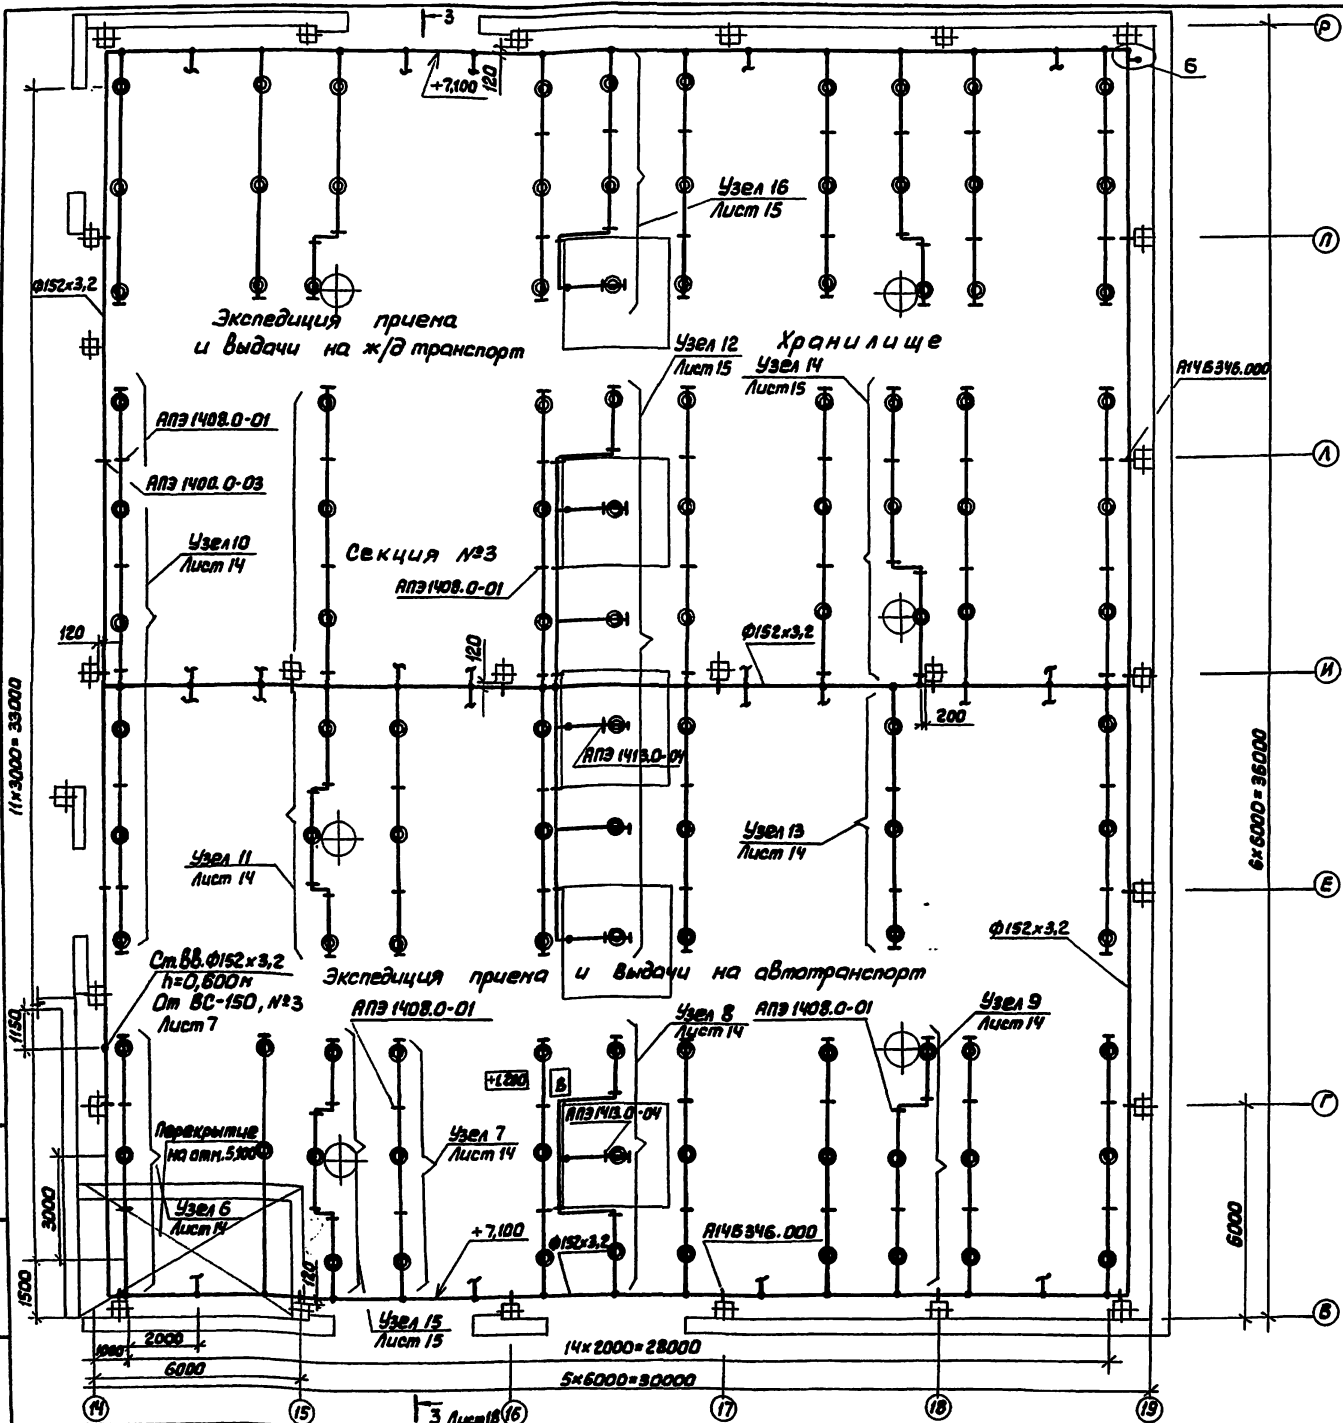 3
Р
+7,100
120
6
Узел 16
Лист 15
П
ф152х3,2
Экспедиция приема
и выдачи на ж/д транспорт
Узел 12
Лист 15
Хранилище
Узел 14
Лист 15
А14Б346.000
АПЭ 1408.0-01
Л
АПЭ 1400.0-03
Узел 10
Лист 14
Секция №3
АПЭ 1408.0-01
120
120
ф152х3,2
И
200
11х3000=33000
АПЭ 1413.0-04
6х6000=36000
Узел 11
Лист 14
Узел 13
Лист 14
Е
Ст.вв.ф152х3,2
h=0,600м
От ВС-150, №3
Лист 7
Экспедиция приема и выдачи на автотранспорт
ф152х3,2
1150
АПЭ 1408.0-01
Узел 8
Лист 14
АПЭ 1408.0-01
Узел 9
Лист 14
В
АПЭ 1413.0-04
Г
Перекрытие
на отм. 5,100
Узел 7
Лист 14
3000
Узел 6
Лист 14
+7,100
ф152х3,2
А14Б346.000
6000
1500
120
Узел 15
Лист 15
В
2000
1000
14х2000=28000
6000
5х6000=30000
14
15
3 Лист 18
16
17
18
19